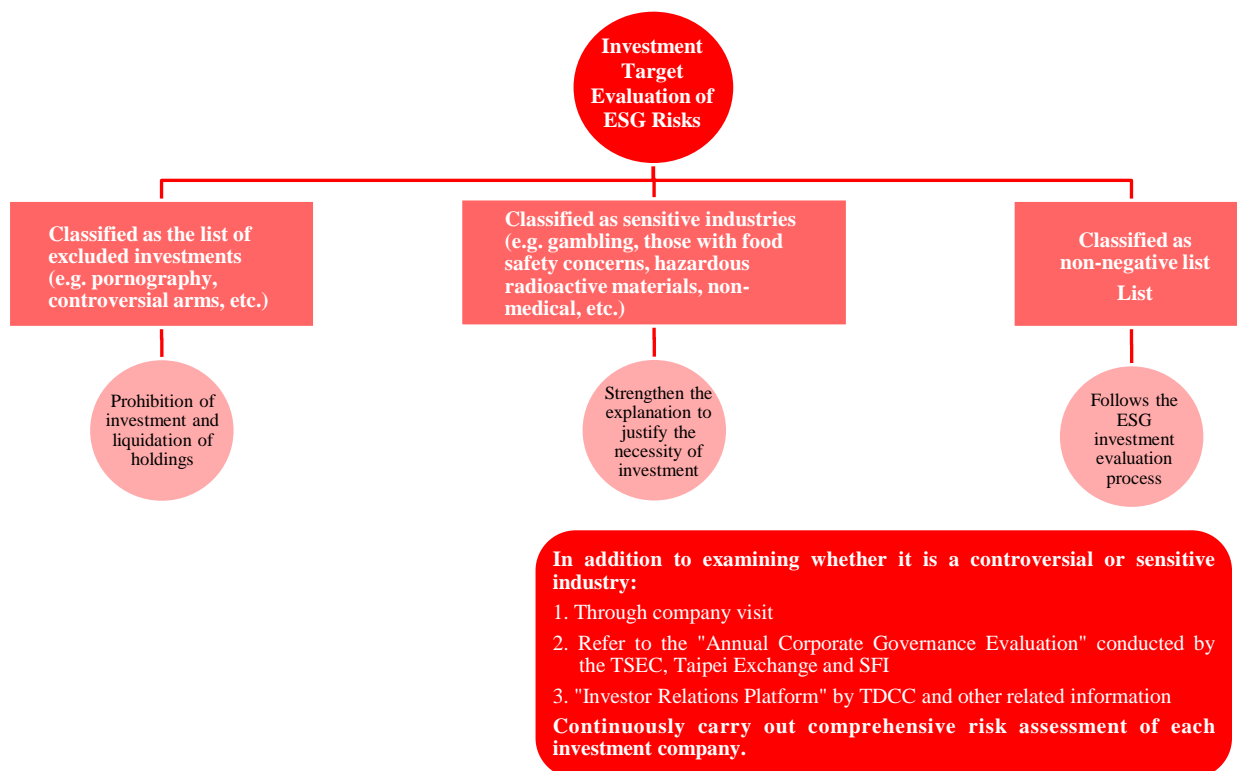 Investment
Target
Evaluation of
ESG Risks
Classified as the list of
excluded investments
(e.g. pornography,
controversial arms, etc.)
Classified as sensitive industries
(e.g. gambling, those with food
safety concerns, hazardous
radioactive materials, non-
medical, etc.)
Classified as
non-negative list
List
Prohibition of
investment and
liquidation of
holdings
Strengthen the
explanation to
justify the
necessity of
investment
Follows the
ESG
investment
evaluation
process
In addition to examining whether it is a controversial or sensitive
industry:
1. Through company visit
2. Refer to the "Annual Corporate Governance Evaluation" conducted by
the TSEC, Taipei Exchange and SFI
3. "Investor Relations Platform" by TDCC and other related information
Continuously carry out comprehensive risk assessment of each
investment company.